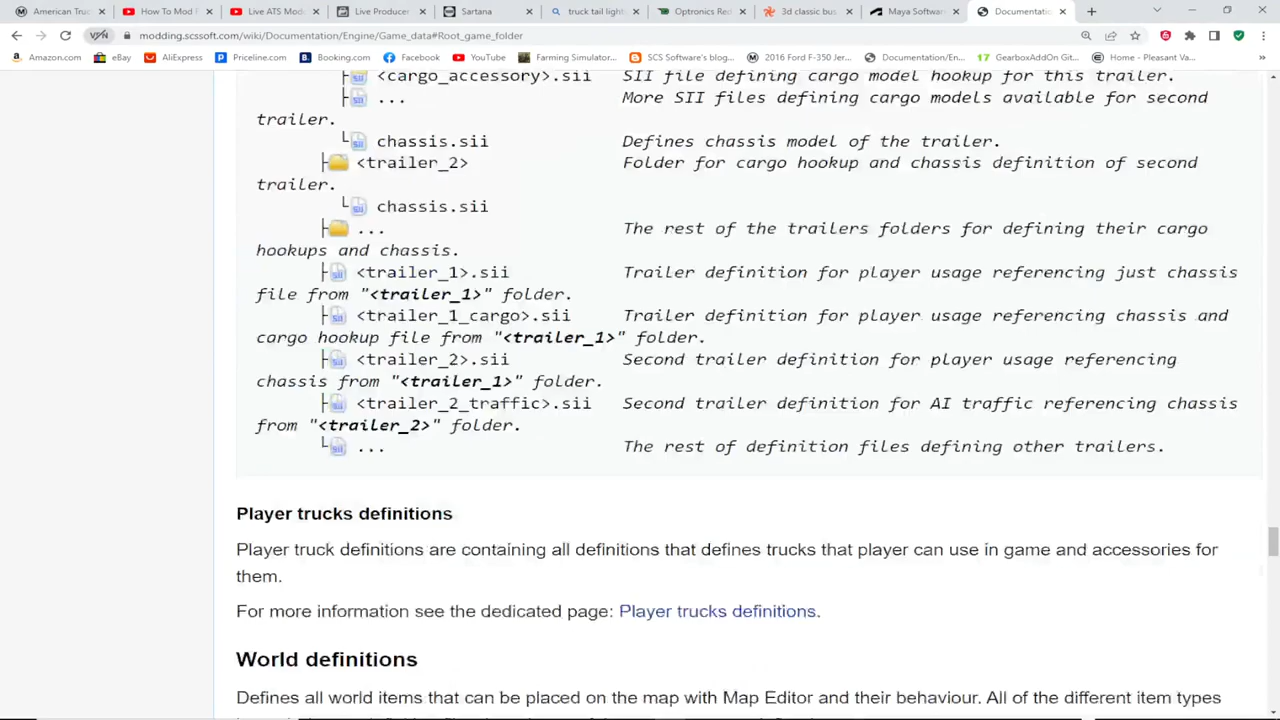 American Truc
How To Mod F
Live ATS Mode
Live Producer
Sartana
truck tail light
Optronics Red
3d classic bus
Maya Softwar
Documentatio
modding.scssoft.com/wiki/Documentation/Engine/Game_data#Root_game_folder
Amazon.com
eBay
AliExpress
Priceline.com
Booking.com
Facebook
YouTube
Farming Simulator...
SCS Software's blog...
2016 Ford F-350 Jer...
Documentation/En...
GearboxAddOn Git...
Home - Pleasant Va...
»
<cargo_accessory>.sii SII file defining cargo model hookup for this trailer.
... More SII files defining cargo models available for second
trailer.
chassis.sii Defines chassis model of the trailer.
<trailer_2> Folder for cargo hookup and chassis definition of second
trailer.
chassis.sii
... The rest of the trailers folders for defining their cargo
hookups and chassis.
<trailer_1>.sii Trailer definition for player usage referencing just chassis
file from "<trailer_1>" folder.
<trailer_1_cargo>.sii Trailer definition for player usage referencing chassis and
cargo hookup file from "<trailer_1>" folder.
<trailer_2>.sii Second trailer definition for player usage referencing
chassis from "<trailer_1>" folder.
<trailer_2_traffic>.sii Second trailer definition for AI traffic referencing chassis
from "<trailer_2>" folder.
... The rest of definition files defining other trailers.
Player trucks definitions
Player truck definitions are containing all definitions that defines trucks that player can use in game and accessories for
them.
For more information see the dedicated page: Player trucks definitions.
World definitions
Defines all world items that can be placed on the map with Map Editor and their behaviour. All of the different item types